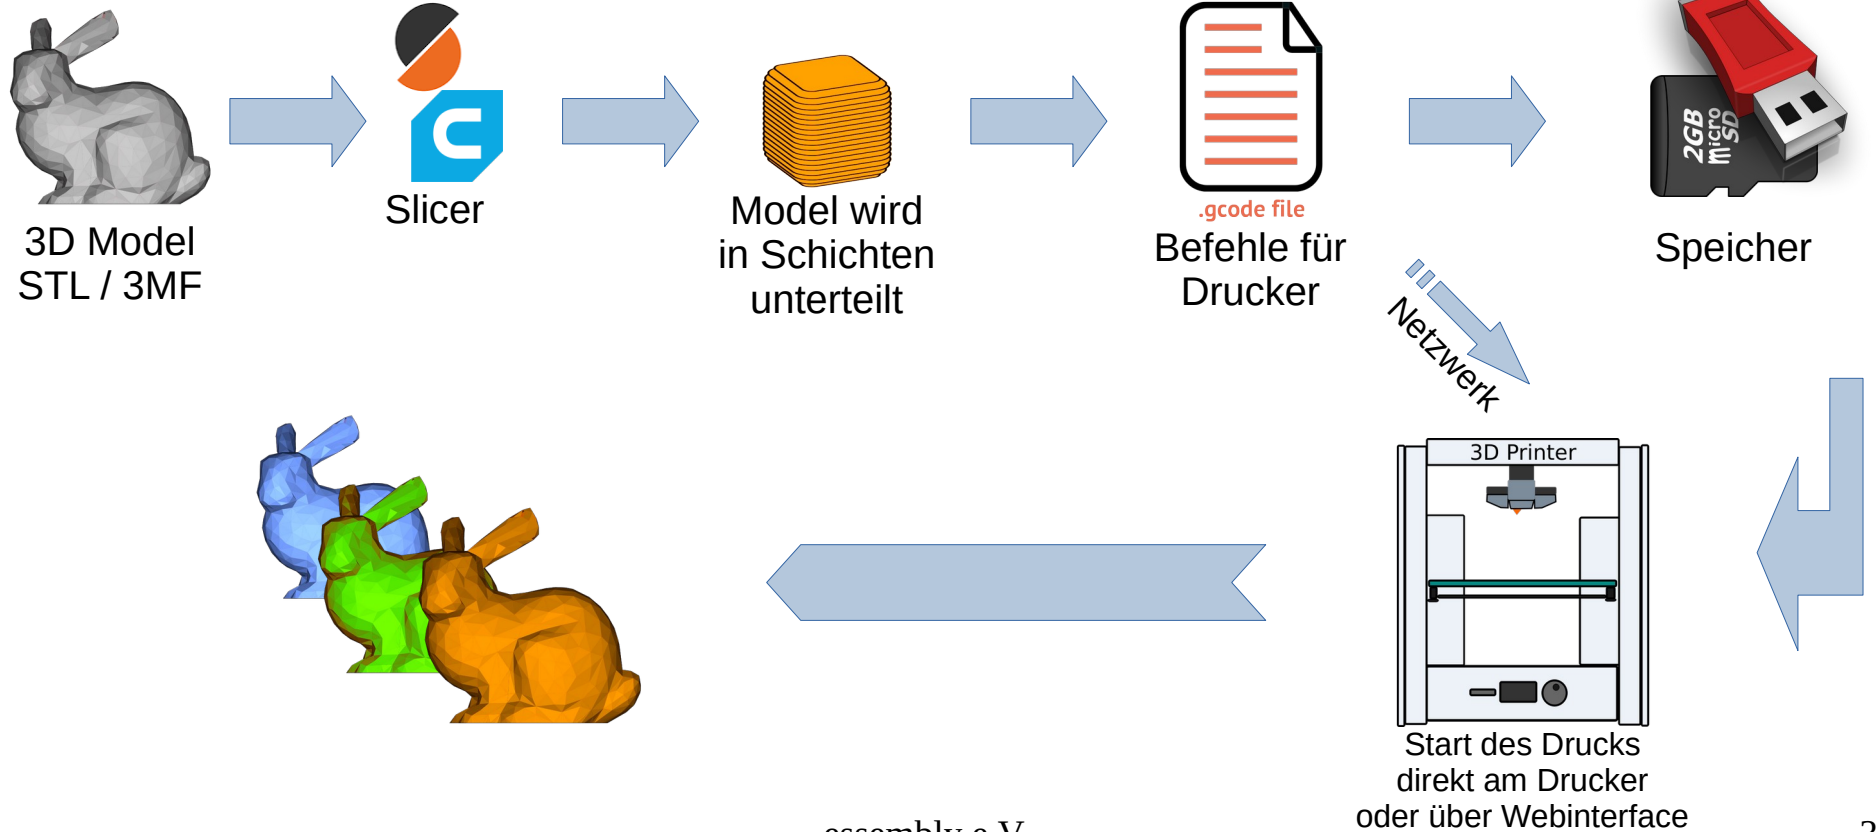 3D Model
STL / 3MF
Slicer
Model wird
in Schichten
unterteilt
.gcode file
Befehle für
Drucker
2GB
micro
SD
Speicher
Netzwerk
3D Printer
Start des Drucks
direkt am Drucker
oder über Webinterface
essembly e.V.